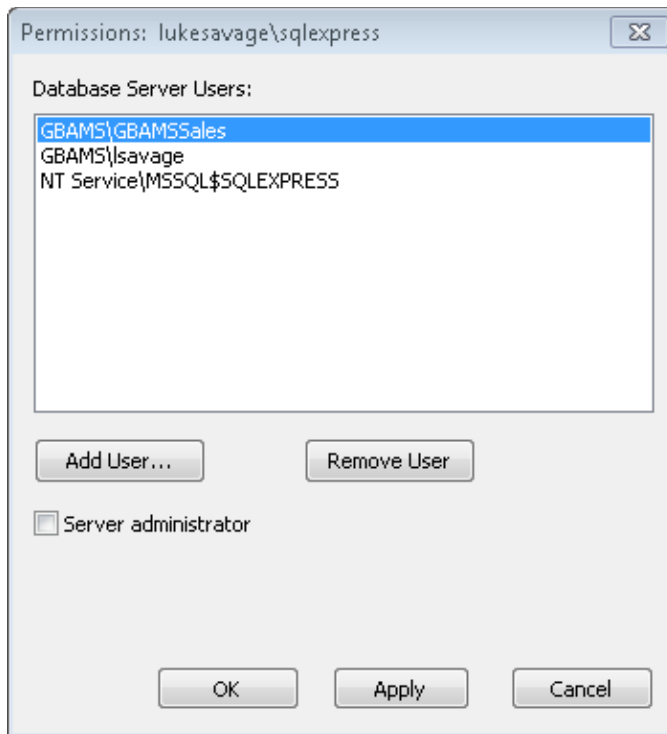 Permissions: lukesavage\sqlexpress
Database Server Users:
GBAMS\GBAMSSales
GBAMS\lsavage
NT Service\MSSQL$SQLEXPRESS
Add User... Remove User
Server administrator
OK Apply Cancel